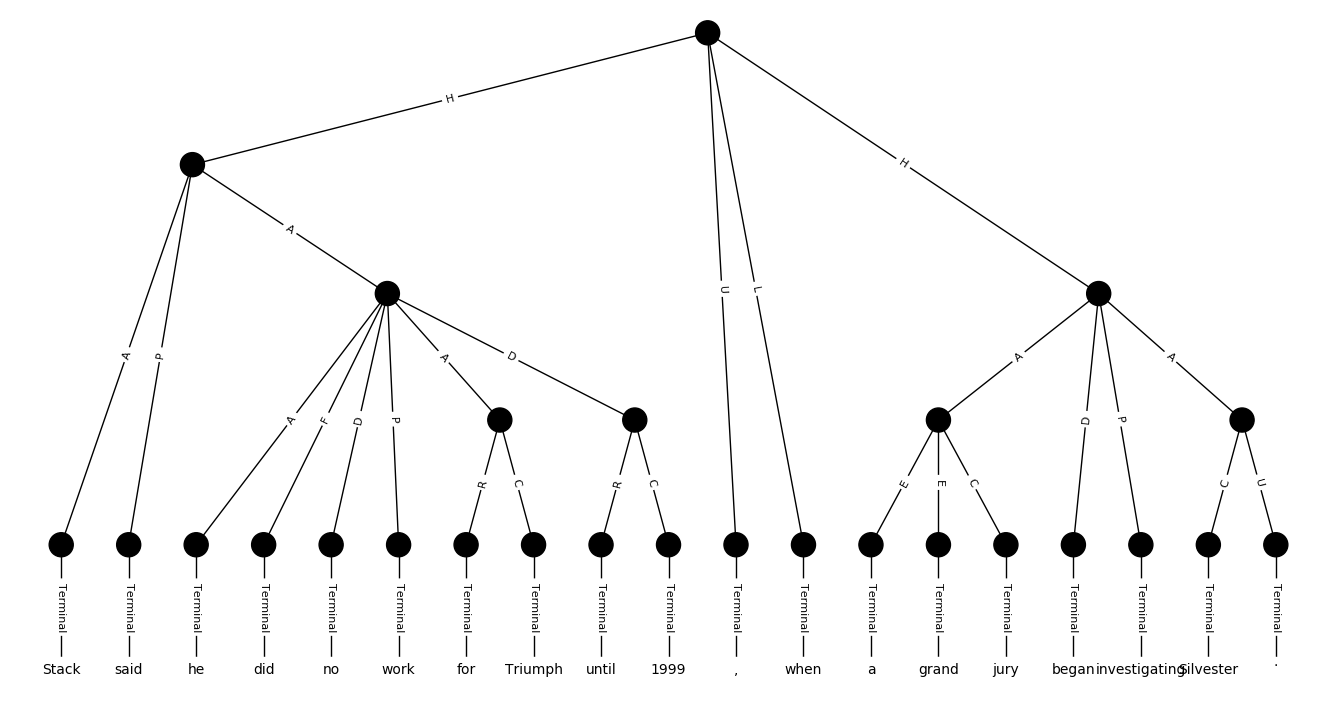 H
H
A
A
P
U
L
A
D
A
A
A
F
D
P
D
P
R
C
R
C
E
E
C
C
U
Terminal Terminal Terminal Terminal Terminal Terminal Terminal Terminal Terminal Terminal Terminal Terminal Terminal Terminal Terminal Terminal Terminal Terminal Terminal
Stack said he did no work for Triumph until 1999 , when a grand jury began investigating Silvester .